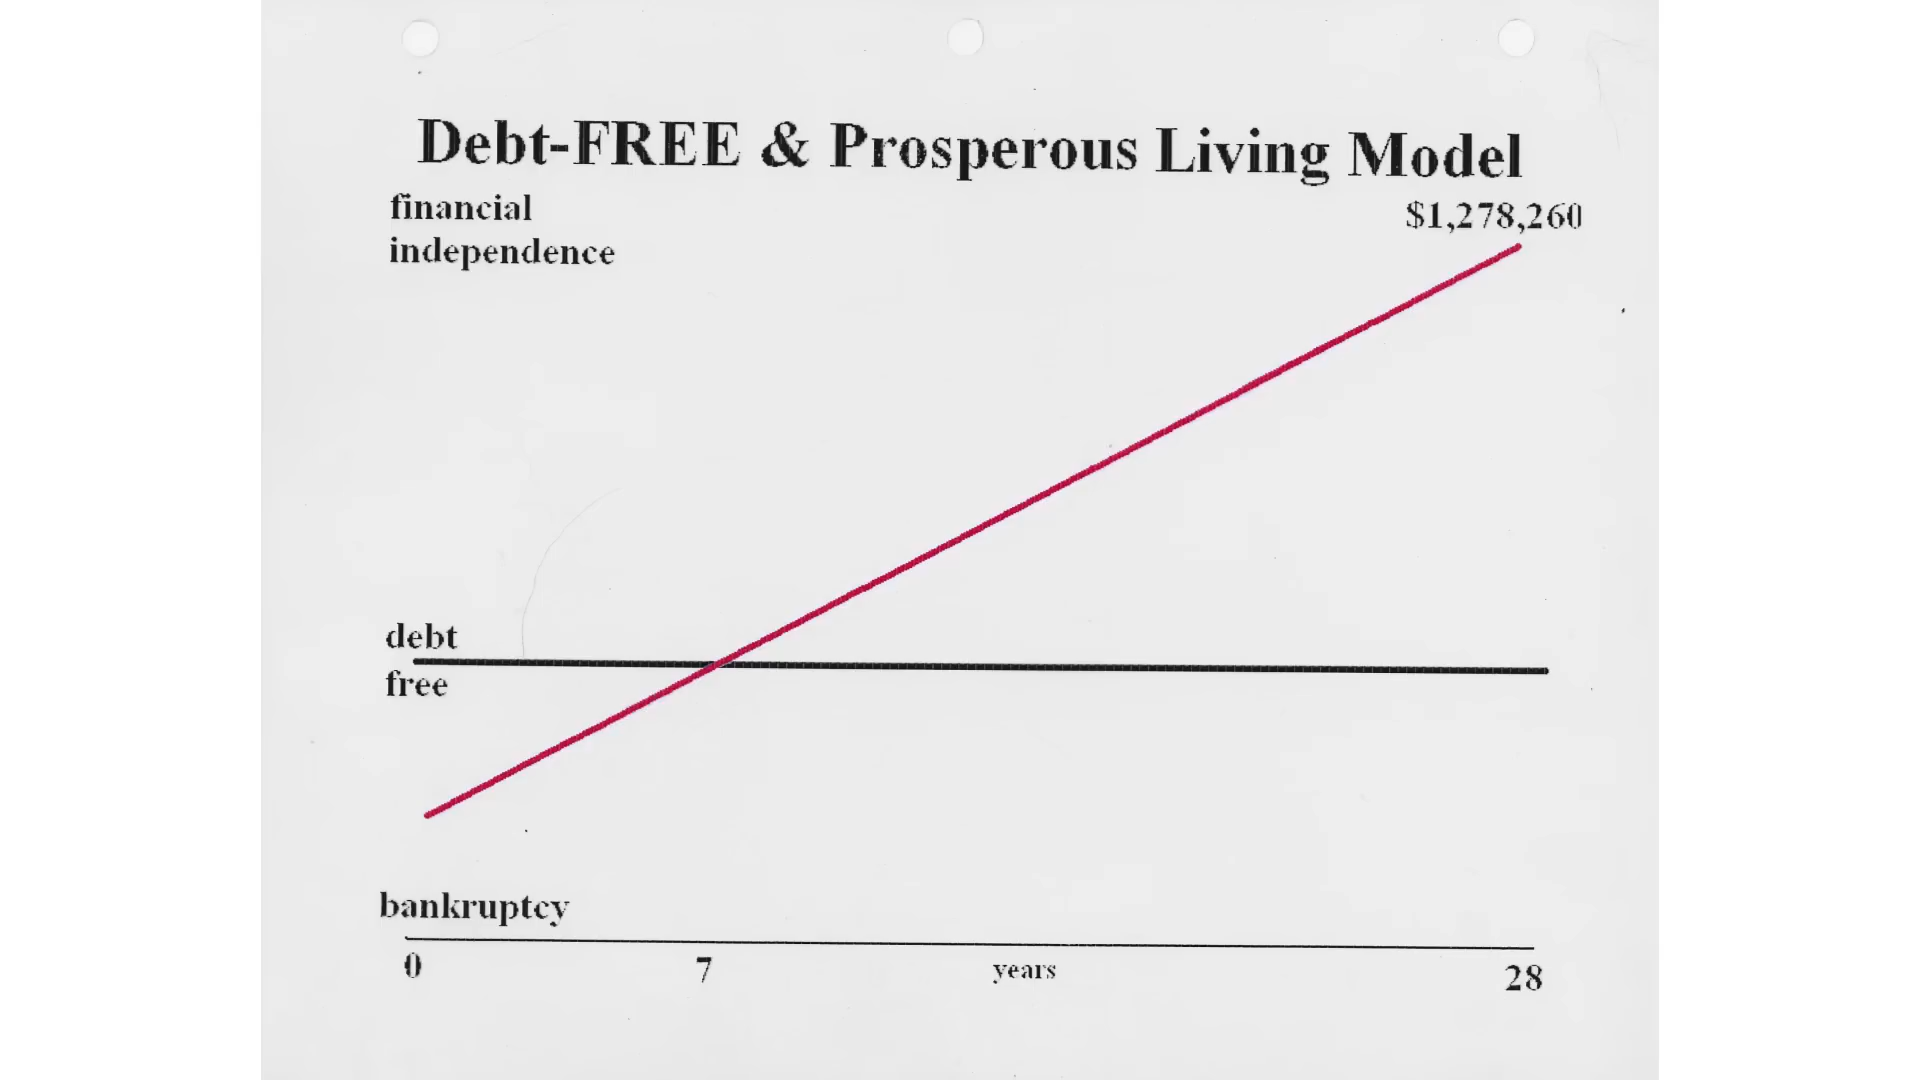 Debt-FREE & Prosperous Living Model
financial
independence
$1,278,260
debt
free
bankruptcy
0
7
years
28